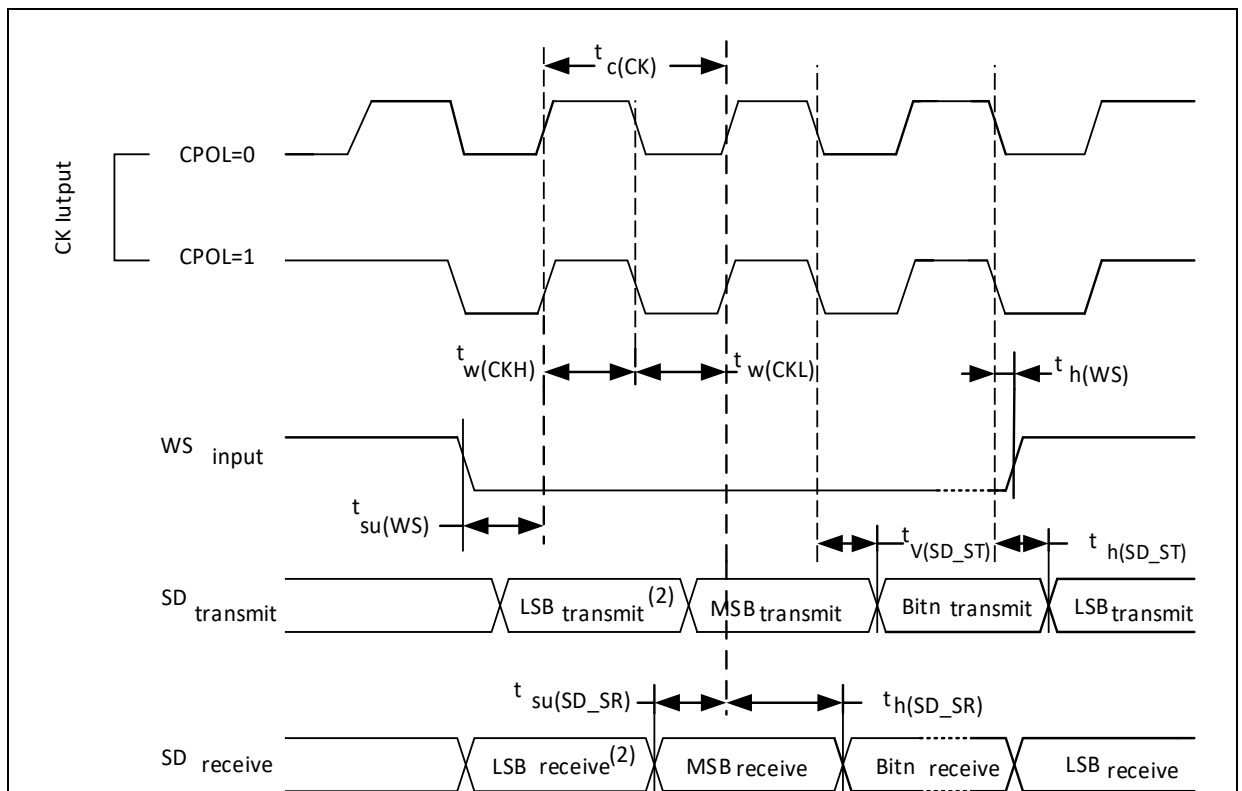 t c(CK)
CPOL=0
CK Iutput
CPOL=1
t w(CKH)
t w(CKL)
t h(WS)
WS input
t su(WS)
t V(SD_ST)
t h(SD_ST)
SD transmit
LSB transmit(2)
MSB transmit
Bitn transmit
LSB transmit
t su(SD_SR)
t h(SD_SR)
SD receive
LSB receive(2)
MSB receive
Bitn receive
LSB receive